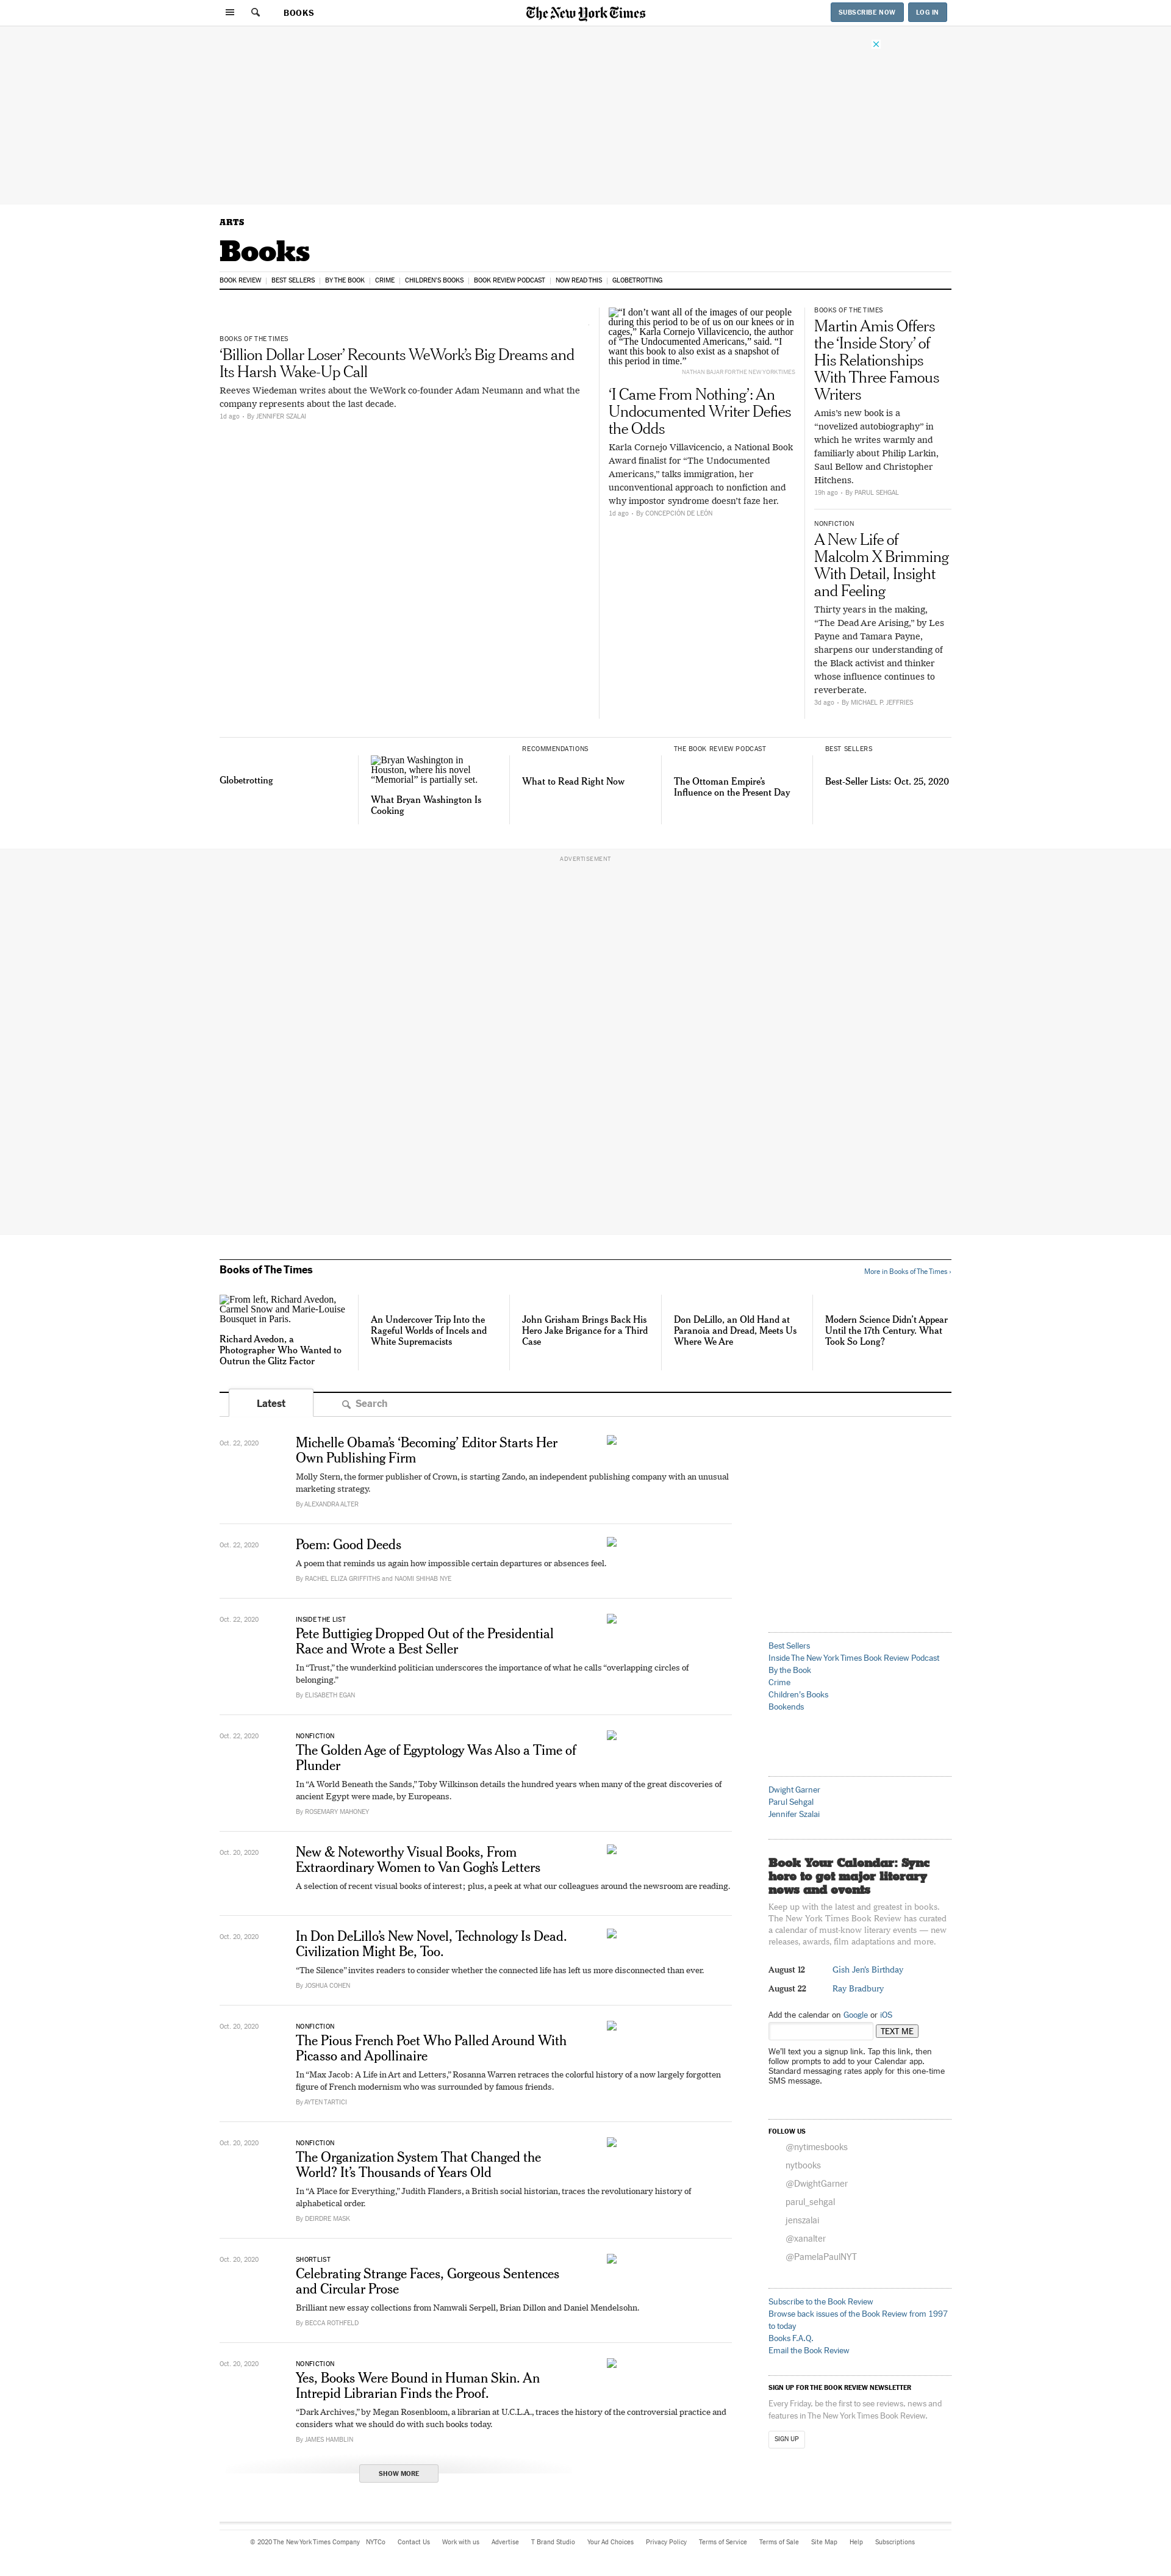 BOOKS
The New York Times
SUBSCRIBE NOW
LOG IN
ARTS
Books
BOOK REVIEW | BEST SELLERS | BY THE BOOK | CRIME | CHILDREN'S BOOKS | BOOK REVIEW PODCAST | NOW READ THIS | GLOBETROTTING
BOOKS OF THE TIMES
‘Billion Dollar Loser’ Recounts WeWork’s Big Dreams and
Its Harsh Wake-Up Call
Reeves Wiedeman writes about the WeWork co-founder Adam Neumann and what the
company represents about the last decade.
1d ago • By JENNIFER SZALAI
“I don’t want all of the images of our people
during this period to be of us on our knees or in
cages,” Karla Cornejo Villavicencio, the author
of “The Undocumented Americans,” said. “I
want this book to also exist as a snapshot of
this period in time.”
NATHAN BAJAR FOR THE NEW YORK TIMES
‘I Came From Nothing’: An
Undocumented Writer Defies
the Odds
Karla Cornejo Villavicencio, a National Book
Award finalist for “The Undocumented
Americans,” talks immigration, her
unconventional approach to nonfiction and
why impostor syndrome doesn’t faze her.
1d ago • By CONCEPCIÓN DE LEÓN
BOOKS OF THE TIMES
Martin Amis Offers
the ‘Inside Story’ of
His Relationships
With Three Famous
Writers
Amis’s new book is a
“novelized autobiography” in
which he writes warmly and
familiarly about Philip Larkin,
Saul Bellow and Christopher
Hitchens.
19h ago • By PARUL SEHGAL
NONFICTION
A New Life of
Malcolm X Brimming
With Detail, Insight
and Feeling
Thirty years in the making,
“The Dead Are Arising,” by Les
Payne and Tamara Payne,
sharpens our understanding of
the Black activist and thinker
whose influence continues to
reverberate.
3d ago • By MICHAEL P. JEFFRIES
Globetrotting
Bryan Washington in
Houston, where his novel
“Memorial” is partially set.
What Bryan Washington Is
Cooking
RECOMMENDATIONS
What to Read Right Now
THE BOOK REVIEW PODCAST
The Ottoman Empire’s
Influence on the Present Day
BEST SELLERS
Best-Seller Lists: Oct. 25, 2020
ADVERTISEMENT
Books of The Times
More in Books of The Times ›
From left, Richard Avedon,
Carmel Snow and Marie-Louise
Bousquet in Paris.
Richard Avedon, a
Photographer Who Wanted to
Outrun the Glitz Factor
An Undercover Trip Into the
Rageful Worlds of Incels and
White Supremacists
John Grisham Brings Back His
Hero Jake Brigance for a Third
Case
Don DeLillo, an Old Hand at
Paranoia and Dread, Meets Us
Where We Are
Modern Science Didn’t Appear
Until the 17th Century. What
Took So Long?
Latest
Search
Oct. 22, 2020
Michelle Obama’s ‘Becoming’ Editor Starts Her
Own Publishing Firm
Molly Stern, the former publisher of Crown, is starting Zando, an independent publishing company with an unusual
marketing strategy.
By ALEXANDRA ALTER
Oct. 22, 2020
Poem: Good Deeds
A poem that reminds us again how impossible certain departures or absences feel.
By RACHEL ELIZA GRIFFITHS and NAOMI SHIHAB NYE
Oct. 22, 2020
INSIDE THE LIST
Pete Buttigieg Dropped Out of the Presidential
Race and Wrote a Best Seller
In “Trust,” the wunderkind politician underscores the importance of what he calls “overlapping circles of
belonging.”
By ELISABETH EGAN
Oct. 22, 2020
NONFICTION
The Golden Age of Egyptology Was Also a Time of
Plunder
In “A World Beneath the Sands,” Toby Wilkinson details the hundred years when many of the great discoveries of
ancient Egypt were made, by Europeans.
By ROSEMARY MAHONEY
Oct. 20, 2020
New & Noteworthy Visual Books, From
Extraordinary Women to Van Gogh’s Letters
A selection of recent visual books of interest; plus, a peek at what our colleagues around the newsroom are reading.
Oct. 20, 2020
In Don DeLillo’s New Novel, Technology Is Dead.
Civilization Might Be, Too.
“The Silence” invites readers to consider whether the connected life has left us more disconnected than ever.
By JOSHUA COHEN
Oct. 20, 2020
NONFICTION
The Pious French Poet Who Palled Around With
Picasso and Apollinaire
In “Max Jacob: A Life in Art and Letters,” Rosanna Warren retraces the colorful history of a now largely forgotten
figure of French modernism who was surrounded by famous friends.
By AYTEN TARTICI
Oct. 20, 2020
NONFICTION
The Organization System That Changed the
World? It’s Thousands of Years Old
In “A Place for Everything,” Judith Flanders, a British social historian, traces the revolutionary history of
alphabetical order.
By DEIRDRE MASK
Oct. 20, 2020
SHORTLIST
Celebrating Strange Faces, Gorgeous Sentences
and Circular Prose
Brilliant new essay collections from Namwali Serpell, Brian Dillon and Daniel Mendelsohn.
By BECCA ROTHFELD
Oct. 20, 2020
NONFICTION
Yes, Books Were Bound in Human Skin. An
Intrepid Librarian Finds the Proof.
“Dark Archives,” by Megan Rosenbloom, a librarian at U.C.L.A., traces the history of the controversial practice and
considers what we should do with such books today.
By JAMES HAMBLIN
SHOW MORE
Best Sellers
Inside The New York Times Book Review Podcast
By the Book
Crime
Children's Books
Bookends
Dwight Garner
Parul Sehgal
Jennifer Szalai
Book Your Calendar: Sync
here to get major literary
news and events
Keep up with the latest and greatest in books.
The New York Times Book Review has curated
a calendar of must-know literary events — new
releases, awards, film adaptations and more.
August 12 Gish Jen's Birthday
August 22 Ray Bradbury
Add the calendar on Google or iOS
TEXT ME
We’ll text you a signup link. Tap this link, then
follow prompts to add to your Calendar app.
Standard messaging rates apply for this one-time
SMS message.
FOLLOW US
@nytimesbooks
nytbooks
@DwightGarner
parul_sehgal
jenszalai
@xanalter
@PamelaPaulNYT
Subscribe to the Book Review
Browse back issues of the Book Review from 1997
to today
Books F.A.Q.
Email the Book Review
SIGN UP FOR THE BOOK REVIEW NEWSLETTER
Every Friday, be the first to see reviews, news and
features in The New York Times Book Review.
SIGN UP
© 2020 The New York Times Company NYTCo Contact Us Work with us Advertise T Brand Studio Your Ad Choices Privacy Policy Terms of Service Terms of Sale Site Map Help Subscriptions